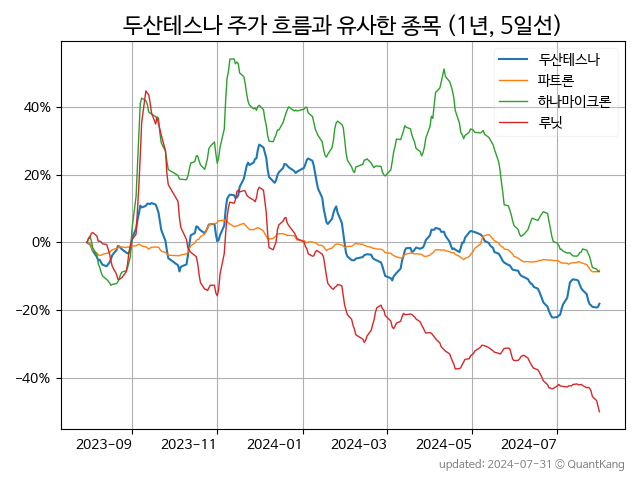 두산테스나 주가 흐름과 유사한 종목 (1년, 5일선)
두산테스나
파트론
하나마이크론
루닛
40%
20%
0%
−20%
−40%
2023-09
2023-11
2024-01
2024-03
2024-05
2024-07
updated: 2024-07-31 © QuantKang